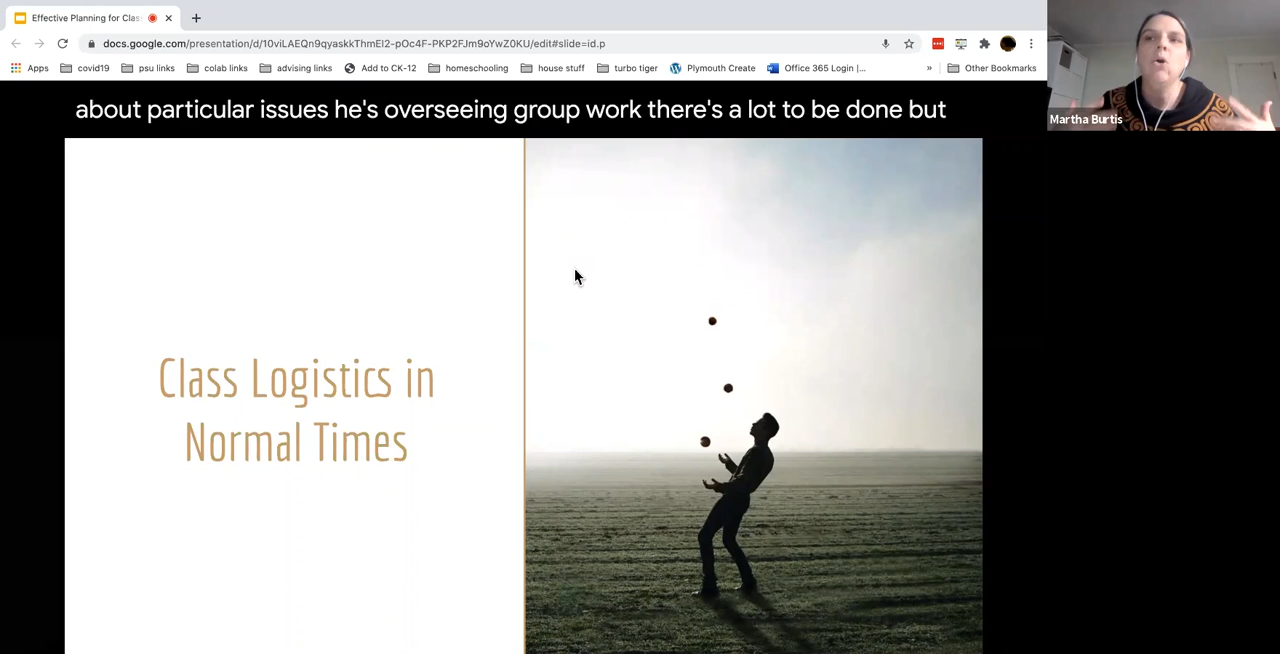 Effective Planning for Clas
docs.google.com/presentation/d/10viLAEQn9qyaskkThmEl2-pOc4F-PKP2FJm9oYwZ0KU/edit#slide=id.p
Apps covid19 psu links colab links advising links Add to CK-12 homeschooling house stuff turbo tiger Plymouth Create Office 365 Login |... » Other Bookmarks
about particular issues he's overseeing group work there's a lot to be done but
Martha Burtis
Class Logistics in
Normal Times